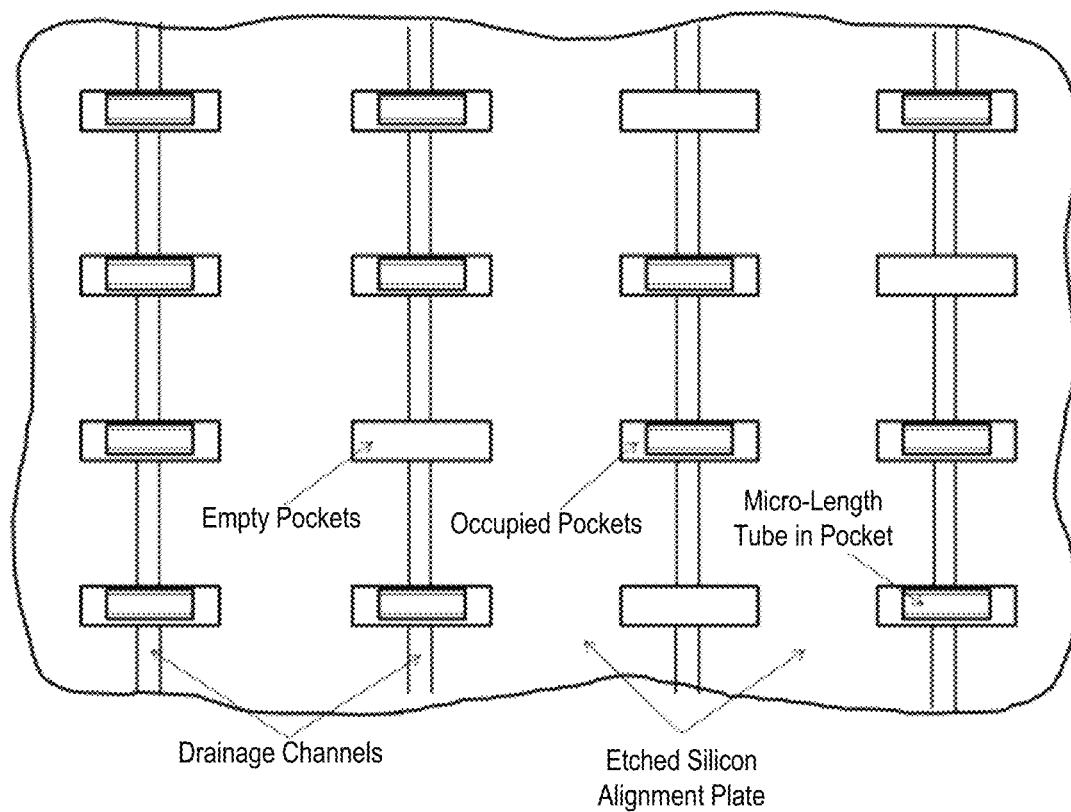 Empty Pockets
Occupied Pockets
Micro-Length
Tube in Pocket
Drainage Channels
Etched Silicon
Alignment Plate